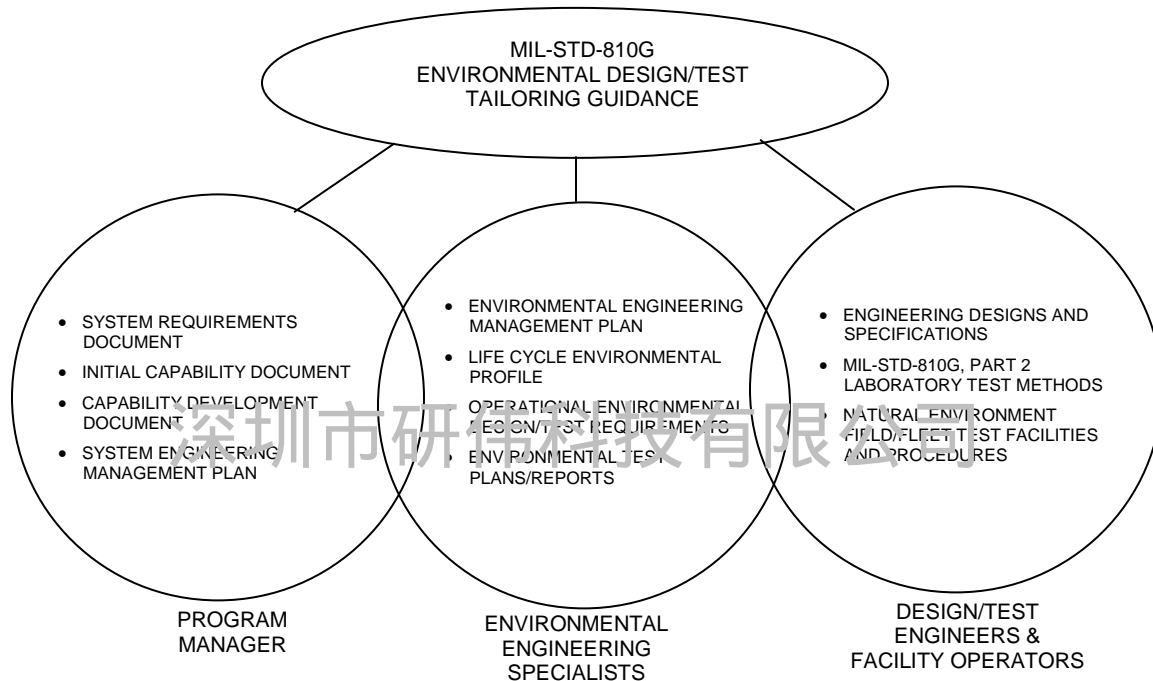 MIL-STD-810G
ENVIRONMENTAL DESIGN/TEST
TAILORING GUIDANCE
• SYSTEM REQUIREMENTS
DOCUMENT
• INITIAL CAPABILITY DOCUMENT
• CAPABILITY DEVELOPMENT
DOCUMENT
• SYSTEM ENGINEERING
MANAGEMENT PLAN
• ENVIRONMENTAL ENGINEERING
MANAGEMENT PLAN
• LIFE CYCLE ENVIRONMENTAL
PROFILE
• OPERATIONAL ENVIRONMENTAL
DESIGN/TEST REQUIREMENTS
• ENVIRONMENTAL TEST
PLANS/REPORTS
• ENGINEERING DESIGNS AND
SPECIFICATIONS
• MIL-STD-810G, PART 2
LABORATORY TEST METHODS
• NATURAL ENVIRONMENT
FIELD/FLEET TEST FACILITIES
AND PROCEDURES
深圳市研伟科技有限公司
PROGRAM
MANAGER
ENVIRONMENTAL
ENGINEERING
SPECIALISTS
DESIGN/TEST
ENGINEERS &
FACILITY OPERATORS